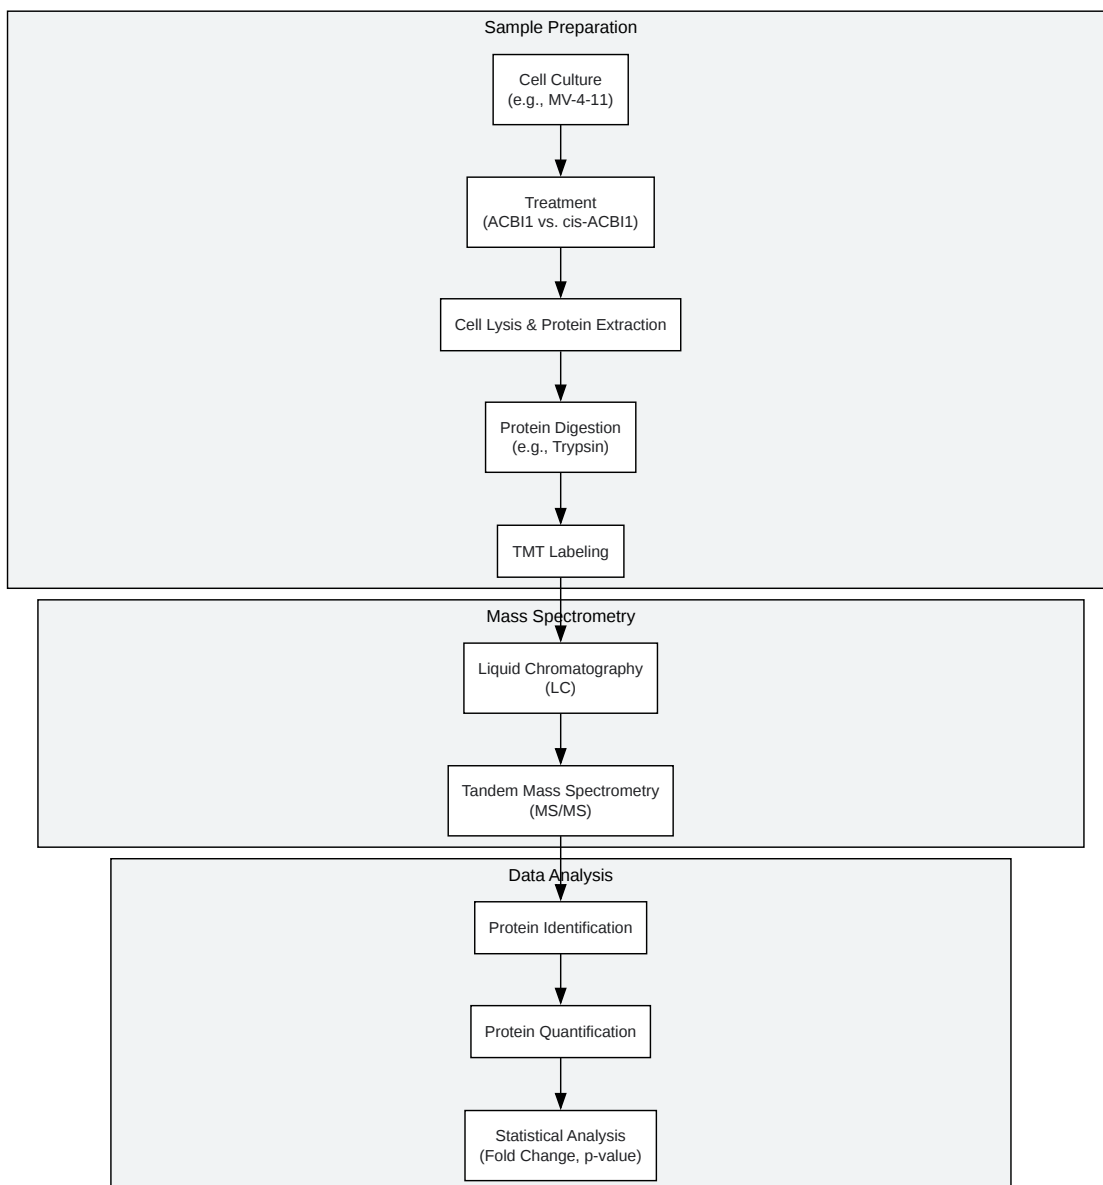 Sample Preparation
Cell Culture
(e.g., MV-4-11)
Treatment
(ACBI1 vs. cis-ACBI1)
Cell Lysis & Protein Extraction
Protein Digestion
(e.g., Trypsin)
TMT Labeling
Mass Spectrometry
Liquid Chromatography
(LC)
Tandem Mass Spectrometry
(MS/MS)
Data Analysis
Protein Identification
Protein Quantification
Statistical Analysis
(Fold Change, p-value)